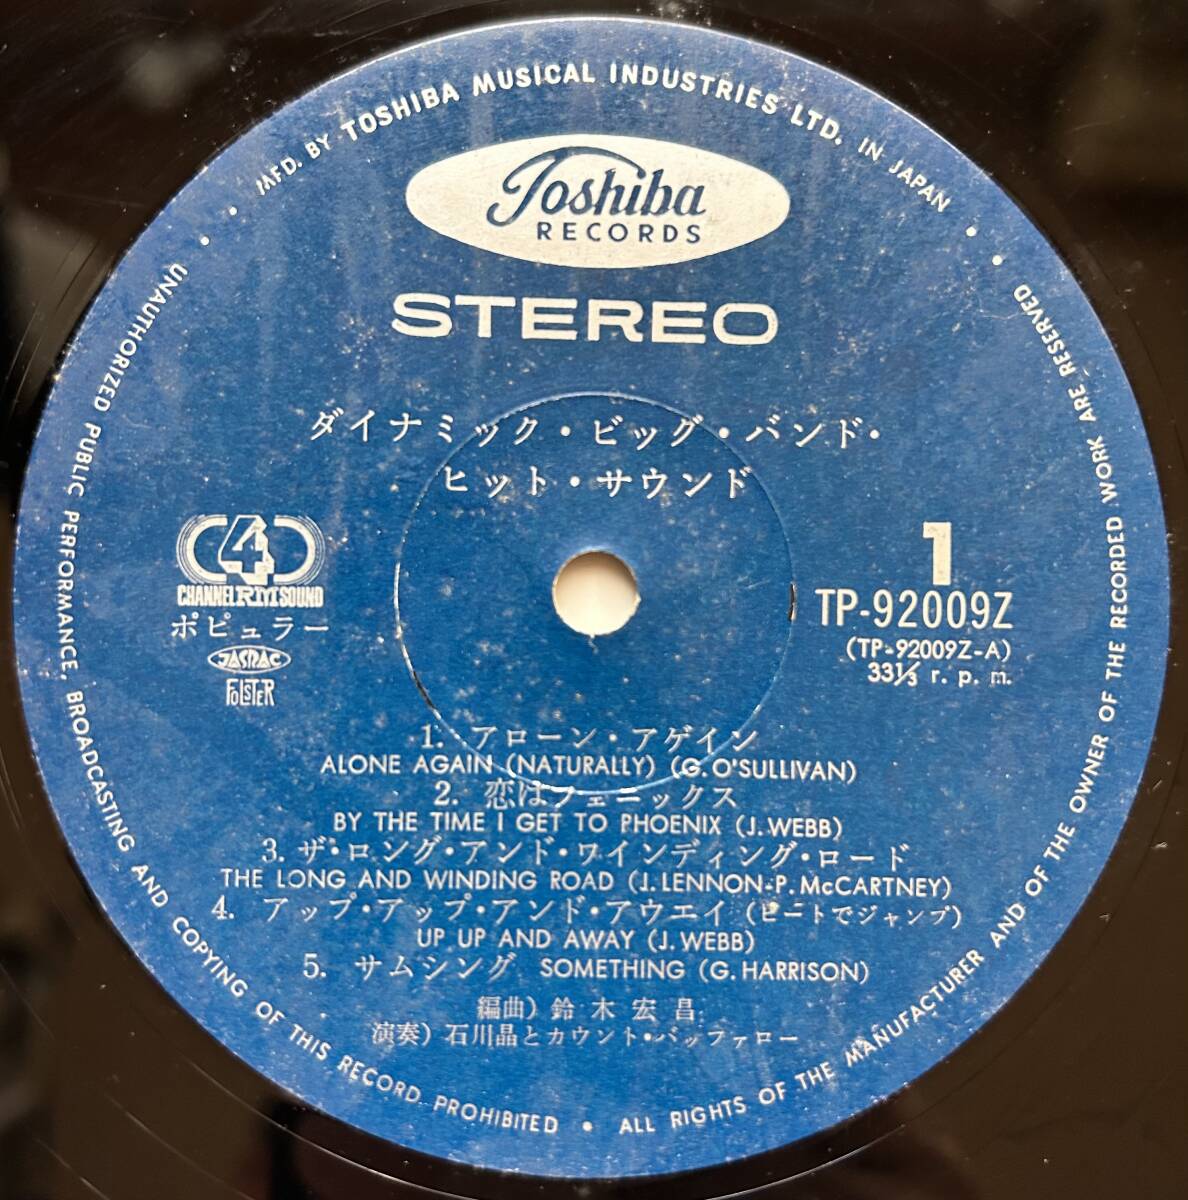 MFD. BY TOSHIBA MUSICAL INDUSTRIES LTD. IN JAPAN
Toshiba
RECORDS
STEREO
ダイナミック・ビッグ・バンド・
ヒット・サウンド
4
CHANNEL RM SOUND
ポピュラー
JASRAC
FOLSTER
1
TP-92009Z
(TP-92009Z-A)
33⅓ r. p. m.
1. アローン・アゲイン
ALONE AGAIN (NATURALLY) (G. O'SULLIVAN)
2. 恋はフェニックス
BY THE TIME I GET TO PHOENIX (J. WEBB)
3. ザ・ロング・アンド・ワインディング・ロード
THE LONG AND WINDING ROAD (J. LENNON-P. McCARTNEY)
4. アップ・アップ・アンド・アウエイ (ビートでジャンプ)
UP UP AND AWAY (J. WEBB)
5. サムシング SOMETHING (G. HARRISON)
編曲) 鈴木宏昌
演奏) 石川晶とカウント・バッファロー
UNAUTHORIZED PUBLIC PERFORMANCE, BROADCASTING AND COPYING OF THIS RECORD PROHIBITED • ALL RIGHTS OF THE MANUFACTURER AND OF THE OWNER OF THE RECORDED WORK ARE RESERVED